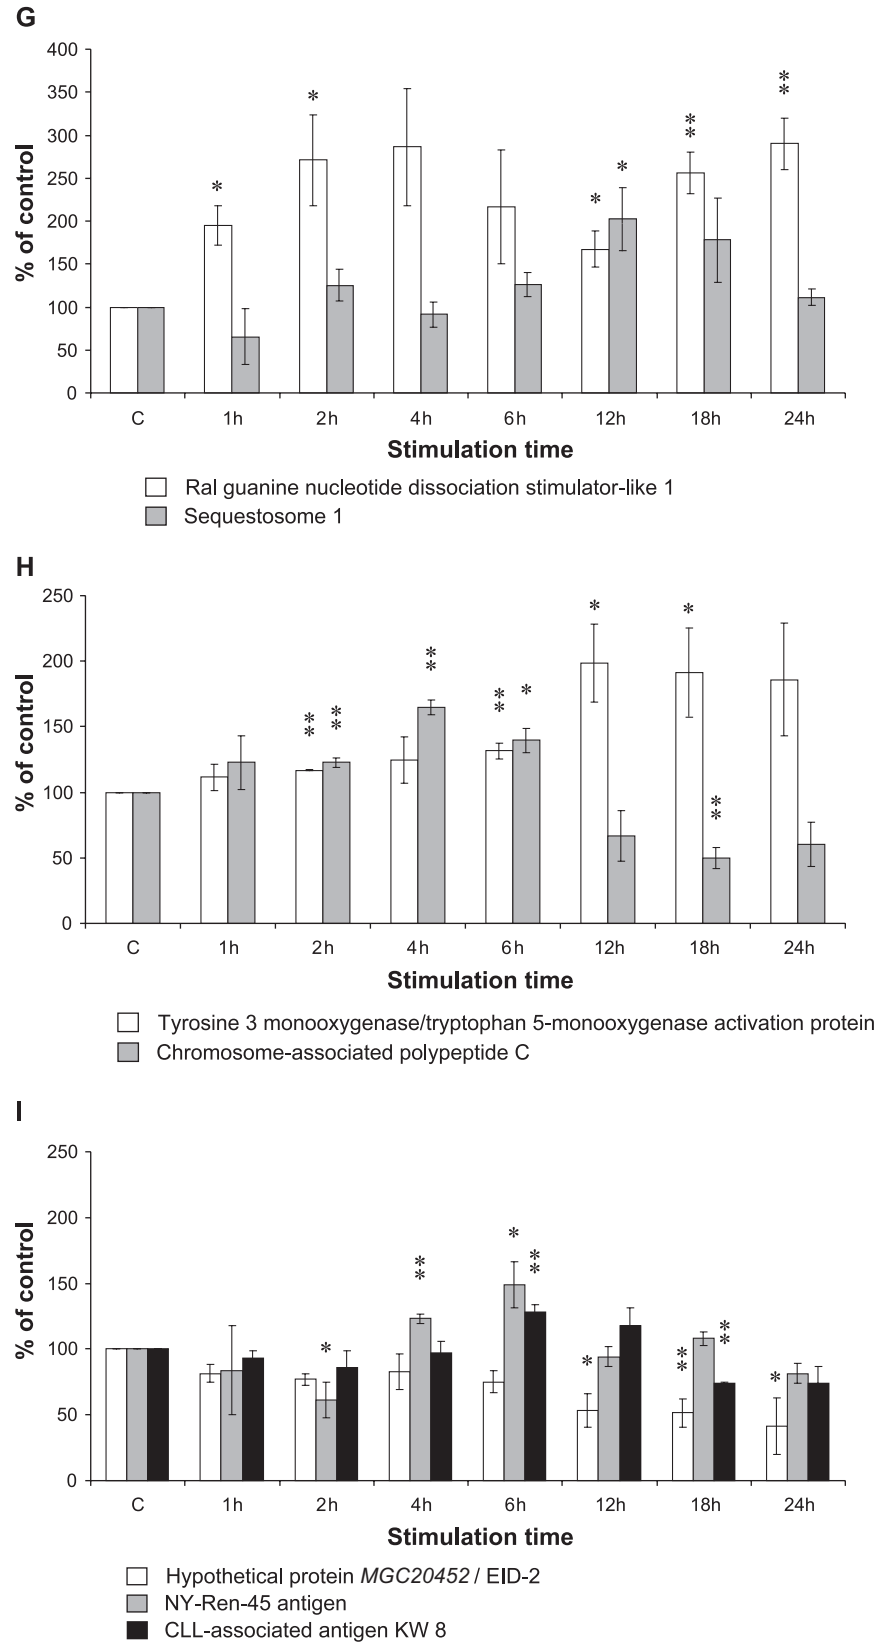 G
400
350
300
250
200
150
100
50
0
% of control
* * * * ** ** *
C 1h 2h 4h 6h 12h 18h 24h
Stimulation time
Ral guanine nucleotide dissociation stimulator-like 1
Sequestosome 1
H
250
200
150
100
50
0
% of control
** ** ** ** * * * **
C 1h 2h 4h 6h 12h 18h 24h
Stimulation time
Tyrosine 3 monooxygenase/tryptophan 5-monooxygenase activation protein
Chromosome-associated polypeptide C
I
250
200
150
100
50
0
% of control
* ** * ** * ** ** *
C 1h 2h 4h 6h 12h 18h 24h
Stimulation time
Hypothetical protein MGC20452 / EID-2
NY-Ren-45 antigen
CLL-associated antigen KW 8